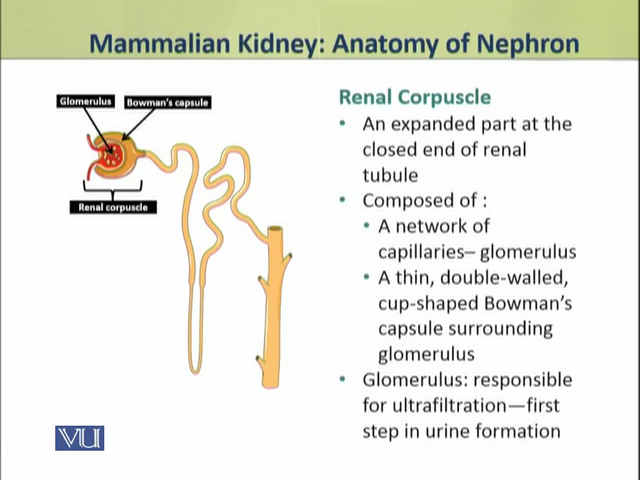 Mammalian Kidney: Anatomy of Nephron
Glomerulus
Bowman's capsule
Renal corpuscle
Renal Corpuscle
• An expanded part at the
closed end of renal
tubule
• Composed of :
• A network of
capillaries– glomerulus
• A thin, double-walled,
cup-shaped Bowman's
capsule surrounding
glomerulus
• Glomerulus: responsible
for ultrafiltration—first
step in urine formation
VU